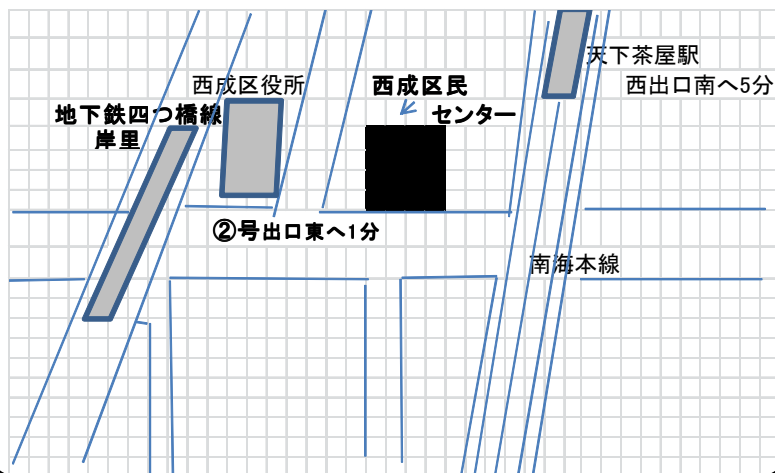 天下茶屋駅
西出口南へ5分
西成区役所
西成区民
センター
地下鉄四つ橋線
岸里
②号出口東へ1分
南海本線